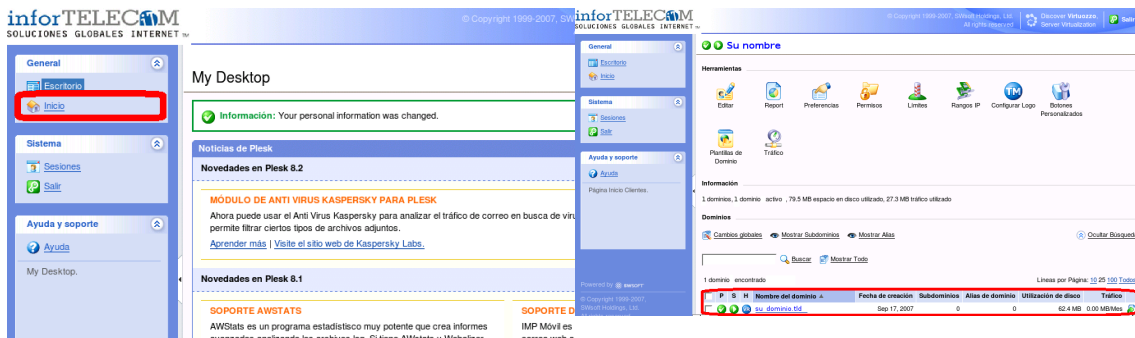 inforTELECOM
SOLUCIONES GLOBALES INTERNET TM
© Copyright 1999-2007, SW
General
Escritorio
Inicio
Sistema
Sesiones
Salir
Ayuda y soporte
Ayuda
My Desktop.
My Desktop
Información: Your personal information was changed.
Noticias de Plesk
Novedades en Plesk 8.2
MÓDULO DE ANTI VIRUS KASPERSKY PARA PLESK
Ahora puede usar el Anti Virus Kaspersky para analizar el tráfico de correo en busca de viru
permite filtrar ciertos tipos de archivos adjuntos.
Aprender más | Visite el sitio web de Kaspersky Labs.
Novedades en Plesk 8.1
SOPORTE AWSTATS
AWStats es un programa estadístisco muy potente que crea informes
SOPORTE D
IMP Móvil es
inforTELECOM
SOLUCIONES GLOBALES INTERNET TM
© Copyright 1999-2007, SWsoft Holdings, Ltd.
All rights reserved
Discover Virtuozzo,
Server Virtualization
Salir
General
Escritorio
Inicio
Sistema
Sesiones
Salir
Ayuda y soporte
Ayuda
Página Inicio Clientes.
Powered by SWSOFT
© Copyright 1999-2007,
SWsoft Holdings, Ltd.
Su nombre
Herramientas
Editar Report Preferencias Permisos Límites Rangos IP Configurar Logo Botones
Personalizados
Plantillas de Tráfico
Dominio
Información
1 dominios, 1 dominio activo , 79.5 MB espacio en disco utilizado, 27.3 MB tráfico utilizado
Dominios
Cambios globales Mostrar Subdominios Mostrar Alias Ocultar Búsqued
Buscar Mostrar Todo
1 dominio encontrado Líneas por Página: 10 25 100 Todos
P S H Nombre del dominio Fecha de creación Subdominios Alias de dominio Utilización de disco Tráfico
su_dominio.tld Sep 17, 2007 0 0 62.4 MB 0.00 MB/Mes